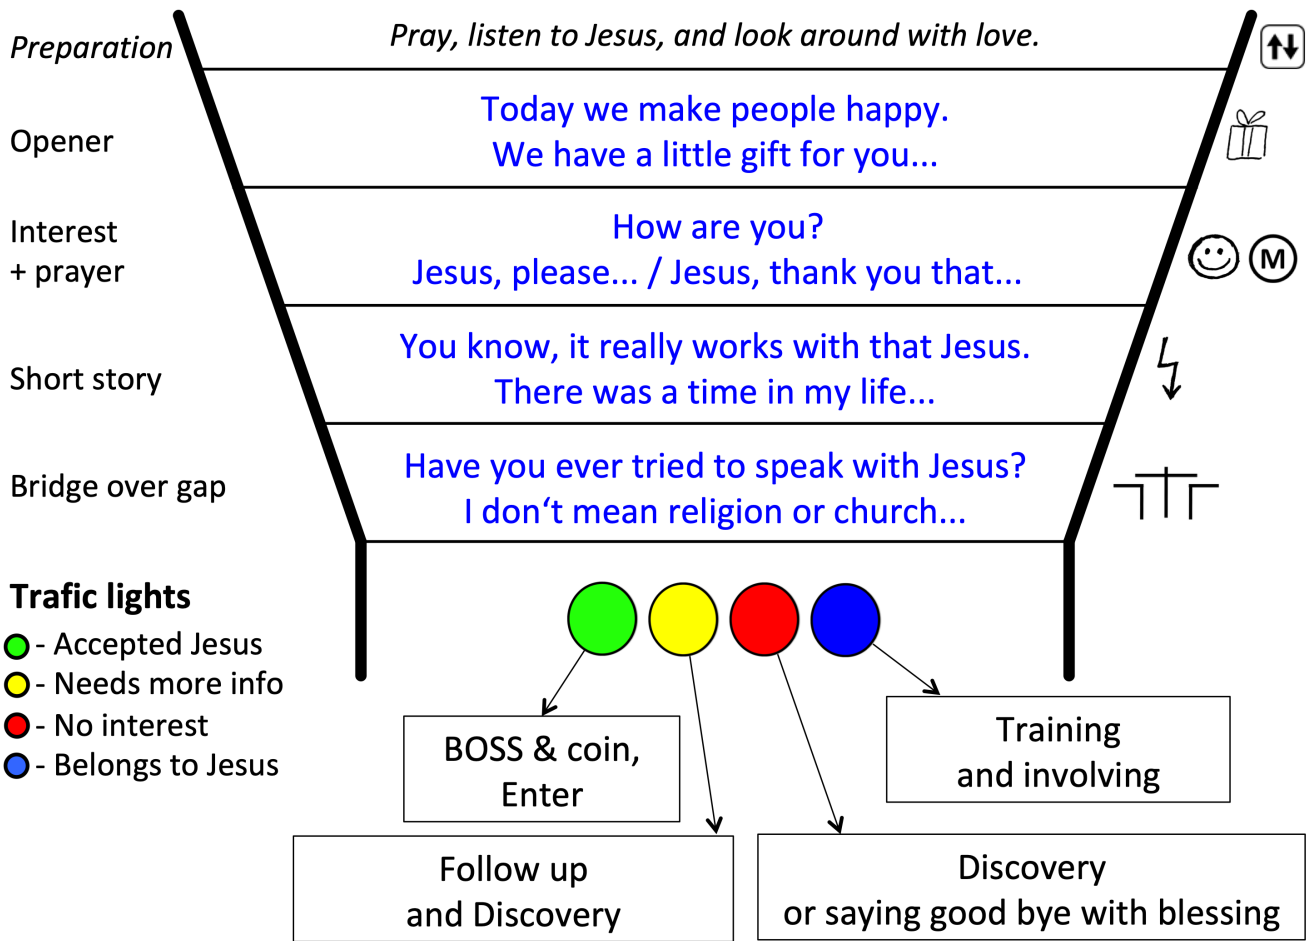 Preparation
Pray, listen to Jesus, and look around with love.
Opener
Today we make people happy.
We have a little gift for you...
Interest
+ prayer
How are you?
Jesus, please... / Jesus, thank you that...
M
Short story
You know, it really works with that Jesus.
There was a time in my life...
Bridge over gap
Have you ever tried to speak with Jesus?
I don‘t mean religion or church...
Trafic lights
- Accepted Jesus
- Needs more info
- No interest
- Belongs to Jesus
BOSS & coin,
Enter
Training
and involving
Follow up
and Discovery
Discovery
or saying good bye with blessing